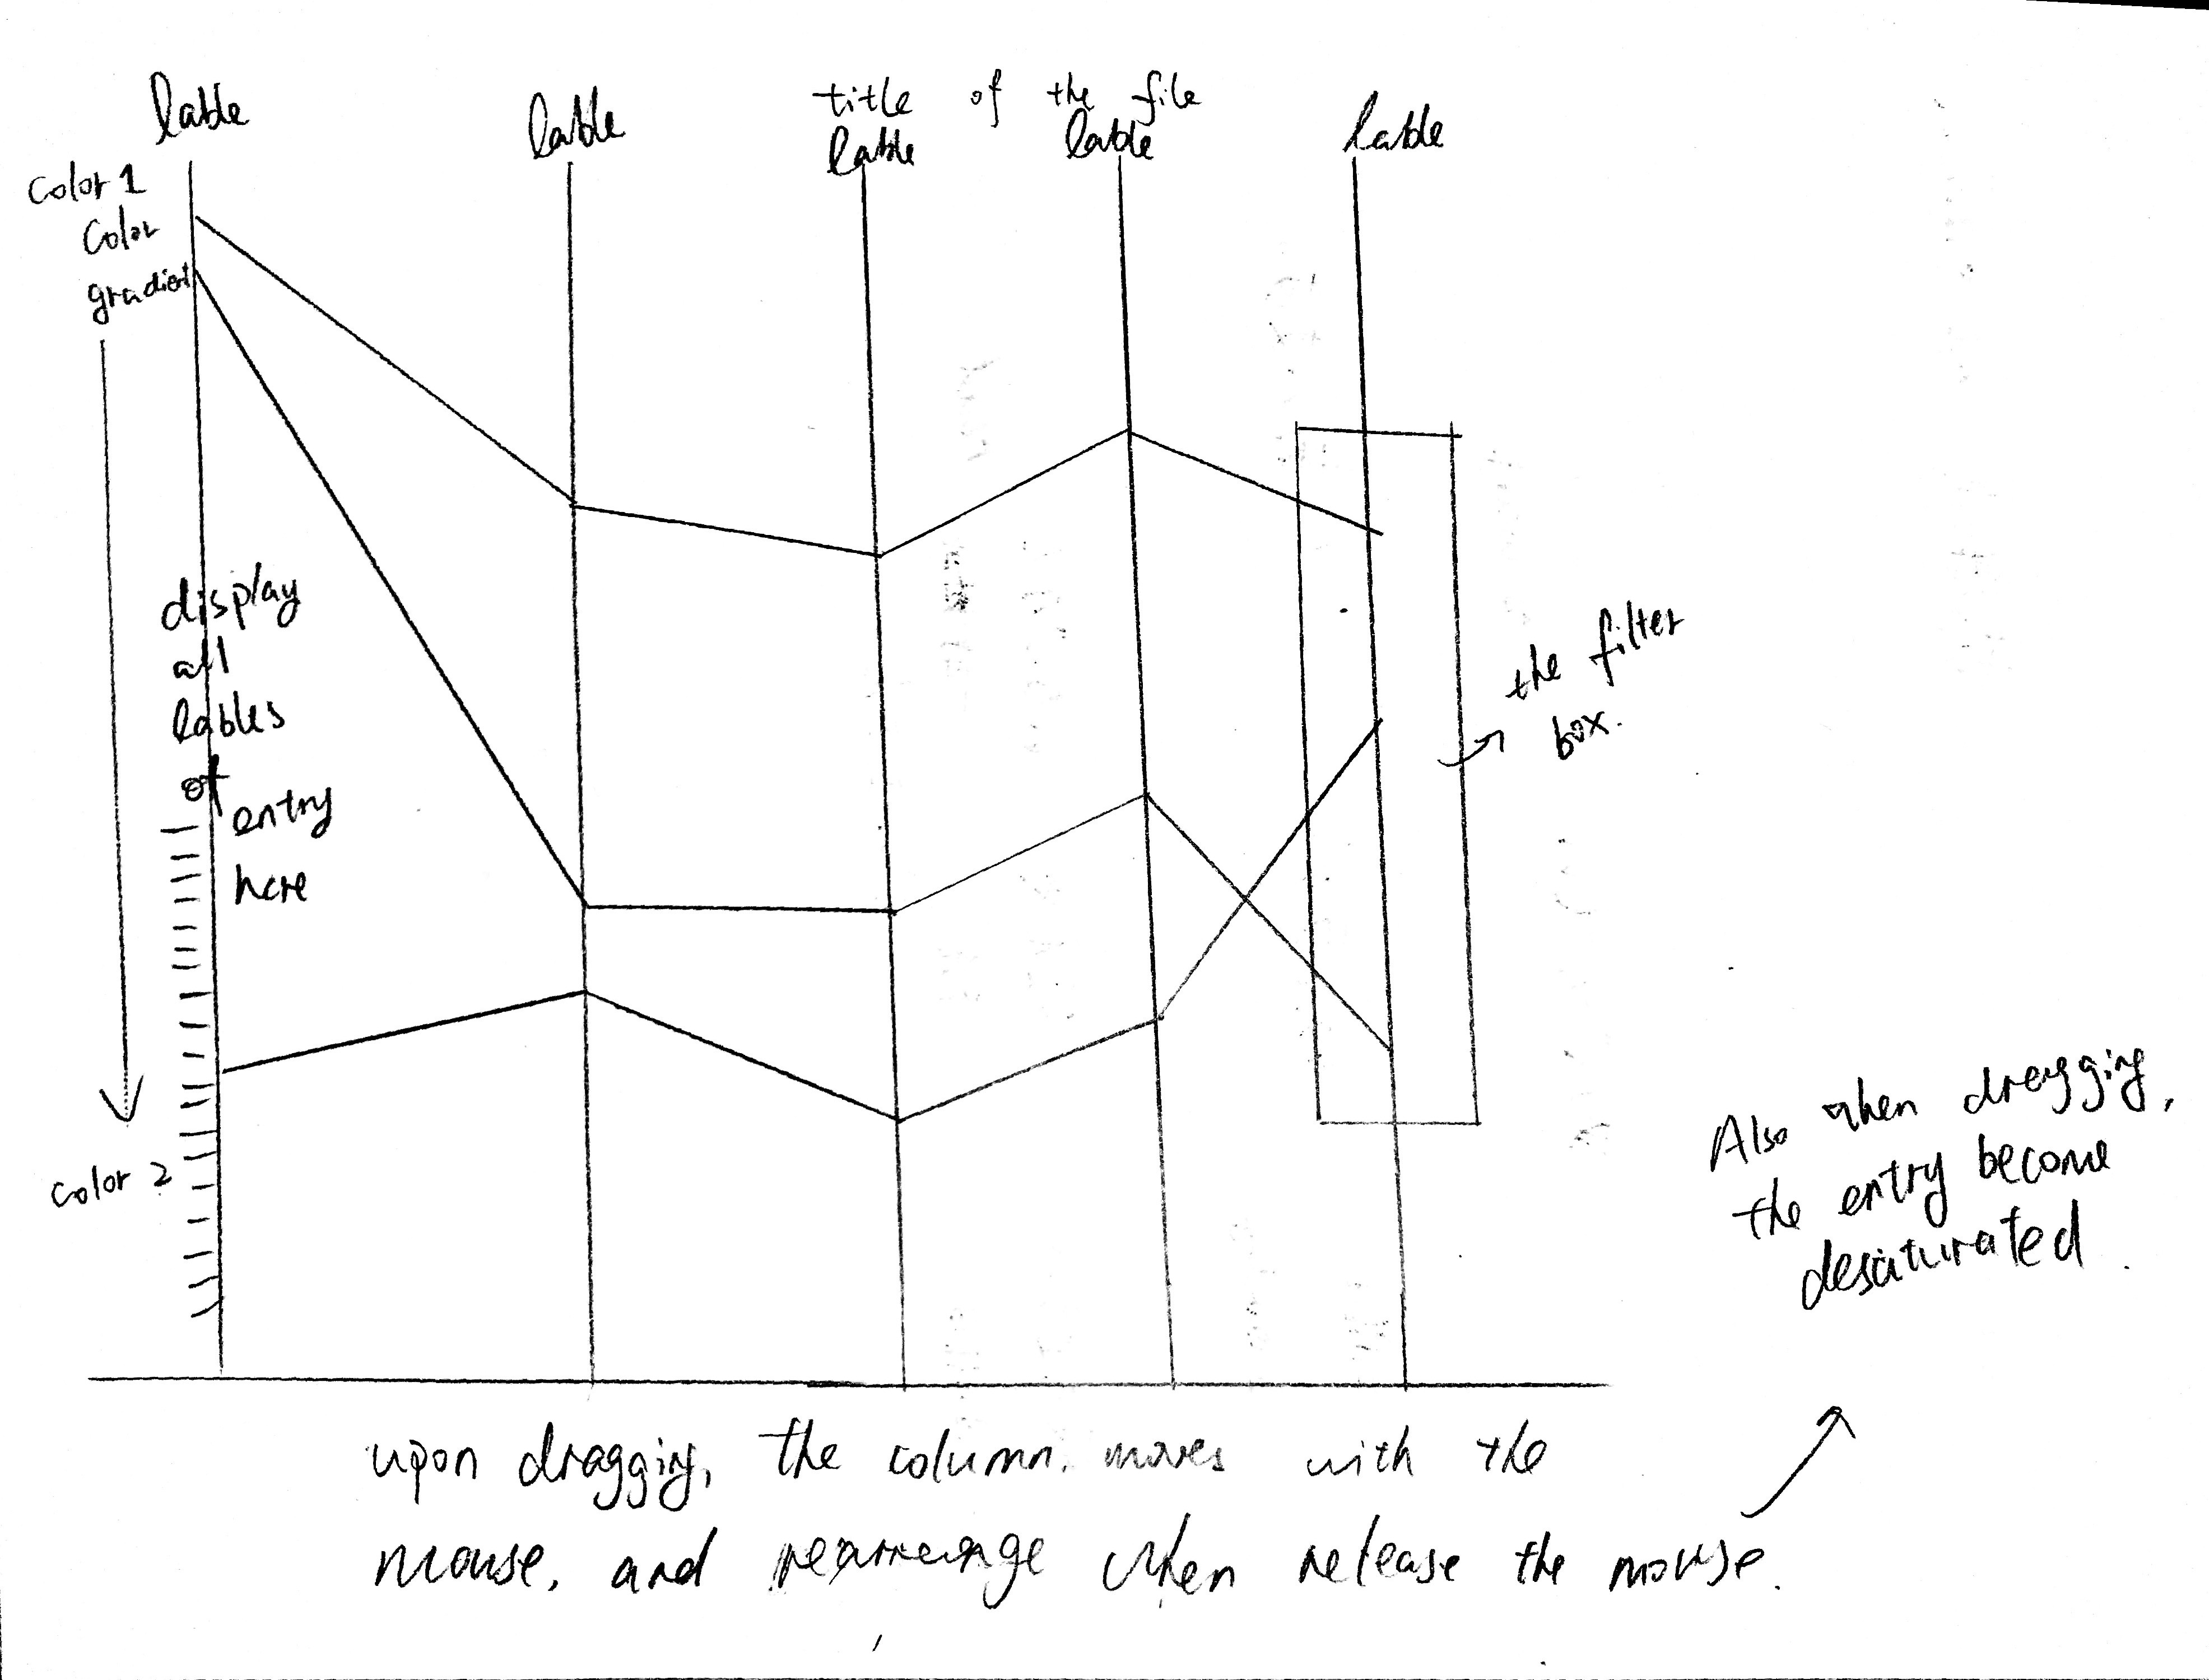 title of the file
lable
lable
lable
lable
lable
color 1
color
gradient
display
all
lables
of
entry
here
color 2
the filter
box.
Also when dragging,
the entry become
desaturated.
upon dragging, the column. moves with the
mouse. and rearrange when release the mouse.